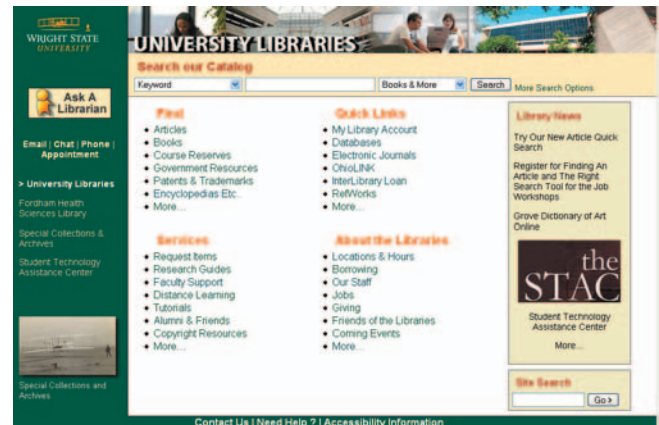 WRIGHT STATE
UNIVERSITY
UNIVERSITY LIBRARIES
Search our Catalog
Keyword
Books & More
Search
More Search Options
Ask A
Librarian
Email | Chat | Phone |
Appointment
> University Libraries
Fordham Health
Sciences Library
Special Collections &
Archives
Student Technology
Assistance Center
Special Collections and
Archives
Find
Articles
Books
Course Reserves
Government Resources
Patents & Trademarks
Encyclopedias Etc.
More...
Quick Links
My Library Account
Databases
Electronic Journals
OhioLINK
InterLibrary Loan
RefWorks
More...
Services
Request Items
Research Guides
Faculty Support
Distance Learning
Tutorials
Alumni & Friends
Copyright Resources
More...
About the Libraries
Locations & Hours
Borrowing
Our Staff
Jobs
Giving
Friends of the Libraries
Coming Events
More...
Library News
Try Our New Article Quick
Search
Register for Finding An
Article and The Right
Search Tool for the Job
Workshops
Grove Dictionary of Art
Online
the
STAC
Student Technology
Assistance Center
More...
Site Search
Go >
Contact Us | Need Help ? | Accessibility Information